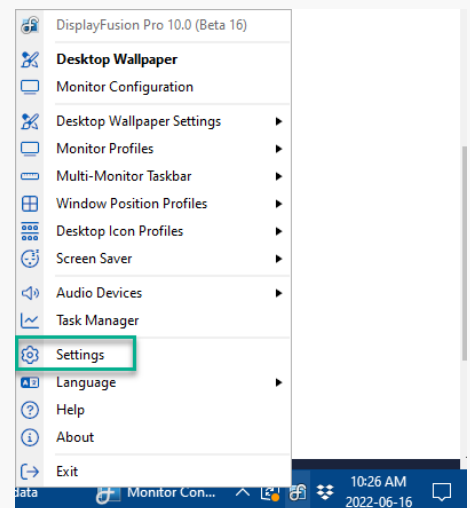 DisplayFusion Pro 10.0 (Beta 16)
Desktop Wallpaper
Monitor Configuration
Desktop Wallpaper Settings
Monitor Profiles
Multi-Monitor Taskbar
Window Position Profiles
Desktop Icon Profiles
Screen Saver
Audio Devices
Task Manager
Settings
Language
Help
About
Exit
data
Monitor Con...
10:26 AM
2022-06-16